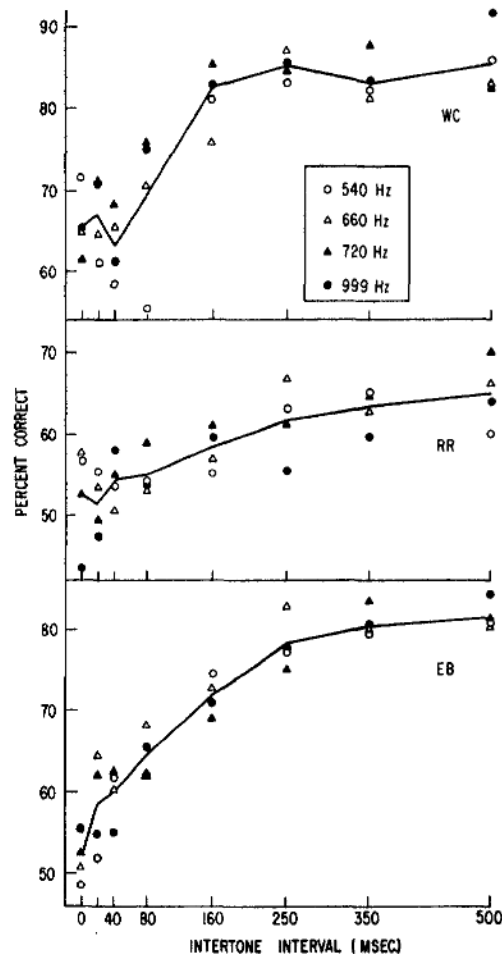 90
80
70
60
WC
○ 540 Hz
△ 660 Hz
▲ 720 Hz
● 999 Hz
70
60
50
RR
PERCENT CORRECT
80
70
60
50
EB
0 20 40 80 160 250 350 500
INTERTONE INTERVAL (MSEC)